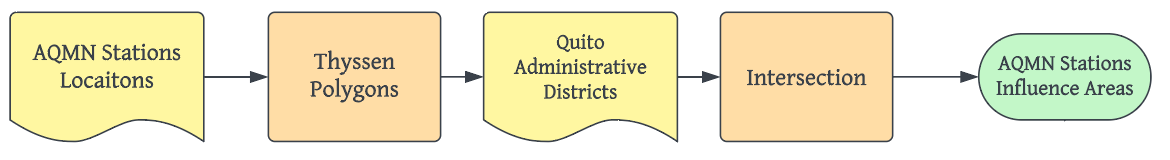 AQMN Stations
Locaitons
Thyssen
Polygons
Quito
Administrative
Districts
Intersection
AQMN Stations
Influence Areas